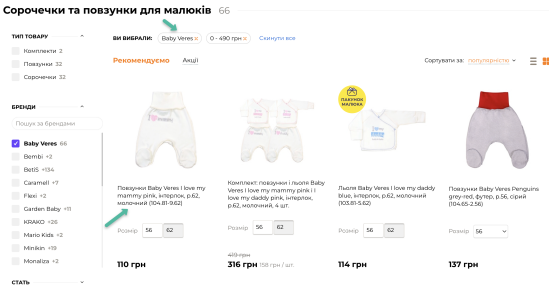 Сорочечки та повзунки для малюків 66
ТИП ТОВАРУ
Комплекти 2
Повзунки 32
Сорочечки 32
БРЕНДИ
Пошук за брендами
Baby Veres 66
Bembi +2
Betis +134
Caramell +7
Flexi +2
Garden Baby +11
KRAKO +26
Mario Kids +2
Minikin +19
Monaliza +2
СТАТЬ
ВИ ВИБРАЛИ: Baby Veres × 0 - 490 грн × Скинути все
Рекомендуємо Акції Сортувати за: популярністю
ПАКУНОК
МАЛЮКА
Повзунки Baby Veres I love my
mammy pink, інтерлок, р.62,
молочний (104.81-9.62)
Розмір 56 62
110 грн
Комплект: повзунки і льоля Baby
Veres I love my mammy pink і I
love my daddy pink, інтерлок,
р.62, молочний, 4 шт.
Розмір 56 62
419 грн
316 грн 158 грн / шт.
Льоля Baby Veres I love my daddy
blue, інтерлок, р.62, молочний
(103.81-5.62)
Розмір 56 62
114 грн
Повзунки Baby Veres Penguins
grey-red, футер, р.56, сірий
(104.65-2.56)
Розмір 56
137 грн